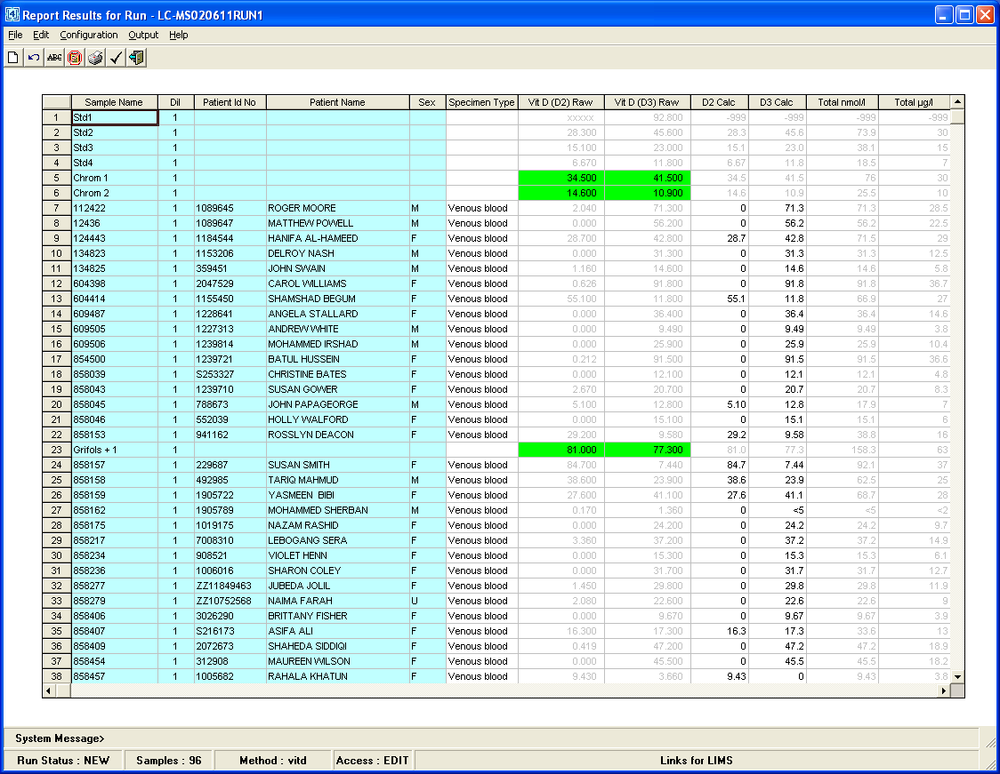 Report Results for Run - LC-MS020611RUN1
File Edit Configuration Output Help
ABC
Sample Name Dil Patient Id No Patient Name Sex Specimen Type Vit D (D2) Raw Vit D (D3) Raw D2 Calc D3 Calc Total nmol/l Total µg/l
1 Std1 1 xxxxx 92.800 -999 -999 -999 -999
2 Std2 1 28.300 45.600 28.3 45.6 73.9 30
3 Std3 1 15.100 23.000 15.1 23.0 38.1 15
4 Std4 1 6.670 11.800 6.67 11.8 18.5 7
5 Chrom 1 1 34.500 41.500 34.5 41.5 76 30
6 Chrom 2 1 14.600 10.900 14.6 10.9 25.5 10
7 112422 1 1089645 ROGER MOORE M Venous blood 2.040 71.300 0 71.3 71.3 28.5
8 12436 1 1089647 MATTHEW POWELL M Venous blood 0.000 56.200 0 56.2 56.2 22.5
9 124443 1 1184544 HANIFA AL-HAMEED F Venous blood 28.700 42.800 28.7 42.8 71.5 29
10 134823 1 1153206 DELROY NASH M Venous blood 0.000 31.300 0 31.3 31.3 12.5
11 134825 1 359451 JOHN SWAIN M Venous blood 1.160 14.600 0 14.6 14.6 5.8
12 604398 1 2047529 CAROL WILLIAMS F Venous blood 0.626 91.800 0 91.8 91.8 36.7
13 604414 1 1155450 SHAMSHAD BEGUM F Venous blood 55.100 11.800 55.1 11.8 66.9 27
14 609487 1 1228641 ANGELA STALLARD F Venous blood 0.000 36.400 0 36.4 36.4 14.6
15 609505 1 1227313 ANDREW WHITE M Venous blood 0.000 9.490 0 9.49 9.49 3.8
16 609506 1 1239814 MOHAMMED IRSHAD M Venous blood 0.000 25.900 0 25.9 25.9 10.4
17 854500 1 1239721 BATUL HUSSEIN F Venous blood 0.212 91.500 0 91.5 91.5 36.6
18 858039 1 S253327 CHRISTINE BATES F Venous blood 0.000 12.100 0 12.1 12.1 4.8
19 858043 1 1239710 SUSAN GOWER F Venous blood 2.670 20.700 0 20.7 20.7 8.3
20 858045 1 788673 JOHN PAPAGEORGE M Venous blood 5.100 12.800 5.10 12.8 17.9 7
21 858046 1 552039 HOLLY WALFORD F Venous blood 0.000 15.100 0 15.1 15.1 6
22 858153 1 941162 ROSSLYN DEACON F Venous blood 29.200 9.580 29.2 9.58 38.8 16
23 Grifols + 1 1 81.000 77.300 81.0 77.3 158.3 63
24 858157 1 229687 SUSAN SMITH F Venous blood 84.700 7.440 84.7 7.44 92.1 37
25 858158 1 492985 TARIQ MAHMUD M Venous blood 38.600 23.900 38.6 23.9 62.5 25
26 858159 1 1905722 YASMEEN BIBI F Venous blood 27.600 41.100 27.6 41.1 68.7 28
27 858162 1 1905789 MOHAMMED SHERBAN M Venous blood 0.170 1.360 0 <5 <5 <2
28 858175 1 1019175 NAZAM RASHID F Venous blood 0.000 24.200 0 24.2 24.2 9.7
29 858217 1 7008310 LEBOGANG SERA F Venous blood 3.360 37.200 0 37.2 37.2 14.9
30 858234 1 908521 VIOLET HENN F Venous blood 0.000 15.300 0 15.3 15.3 6.1
31 858236 1 1006016 SHARON COLEY F Venous blood 0.000 31.700 0 31.7 31.7 12.7
32 858277 1 ZZ11849463 JUBEDA JOLIL F Venous blood 1.450 29.800 0 29.8 29.8 11.9
33 858279 1 ZZ10752568 NAIMA FARAH U Venous blood 2.080 22.600 0 22.6 22.6 9
34 858406 1 3026290 BRITTANY FISHER F Venous blood 0.000 9.670 0 9.67 9.67 3.9
35 858407 1 S216173 ASIFA ALI F Venous blood 16.300 17.300 16.3 17.3 33.6 13
36 858409 1 2072673 SHAHEDA SIDDIQI F Venous blood 0.419 47.200 0 47.2 47.2 18.9
37 858454 1 312908 MAUREEN WILSON F Venous blood 0.000 45.500 0 45.5 45.5 18.2
38 858457 1 1005682 RAHALA KHATUN F Venous blood 9.430 3.660 9.43 0 9.43 3.8
System Message>
Run Status : NEW Samples : 96 Method : vitd Access : EDIT Links for LIMS